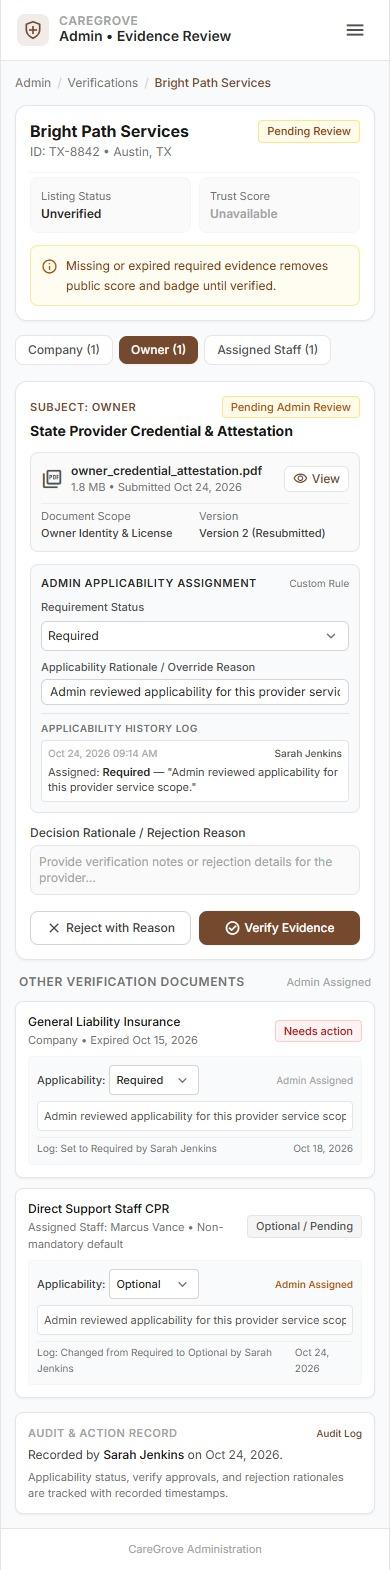 CAREGROVE
Admin • Evidence Review
Admin / Verifications / Bright Path Services
Bright Path Services
Pending Review
ID: TX-8842 • Austin, TX
Listing Status
Unverified
Trust Score
Unavailable
Missing or expired required evidence removes
public score and badge until verified.
Company (1)
Owner (1)
Assigned Staff (1)
SUBJECT: OWNER
Pending Admin Review
State Provider Credential & Attestation
PDF
owner_credential_attestation.pdf
1.8 MB • Submitted Oct 24, 2026
View
Document Scope
Owner Identity & License
Version
Version 2 (Resubmitted)
ADMIN APPLICABILITY ASSIGNMENT
Custom Rule
Requirement Status
Required
Applicability Rationale / Override Reason
Admin reviewed applicability for this provider servic
APPLICABILITY HISTORY LOG
Oct 24, 2026 09:14 AM
Sarah Jenkins
Assigned: Required — "Admin reviewed applicability for
this provider service scope."
Decision Rationale / Rejection Reason
Provide verification notes or rejection details for the
provider...
Reject with Reason
Verify Evidence
OTHER VERIFICATION DOCUMENTS
Admin Assigned
General Liability Insurance
Company • Expired Oct 15, 2026
Needs action
Applicability:
Required
Admin Assigned
Admin reviewed applicability for this provider service scop
Log: Set to Required by Sarah Jenkins
Oct 18, 2026
Direct Support Staff CPR
Assigned Staff: Marcus Vance • Non-
mandatory default
Optional / Pending
Applicability:
Optional
Admin Assigned
Admin reviewed applicability for this provider service scop
Log: Changed from Required to Optional by Sarah
Jenkins
Oct 24,
2026
AUDIT & ACTION RECORD
Audit Log
Recorded by Sarah Jenkins on Oct 24, 2026.
Applicability status, verify approvals, and rejection rationales
are tracked with recorded timestamps.
CareGrove Administration